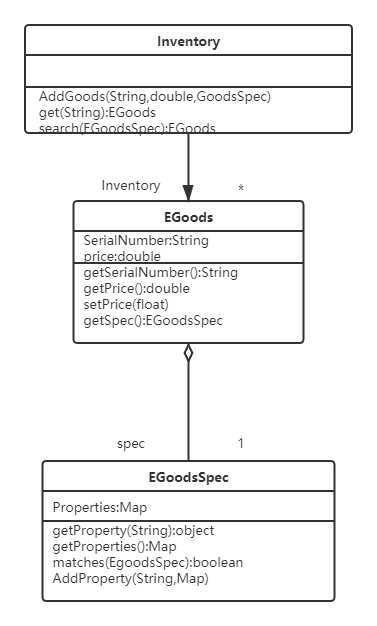 Inventory
AddGoods(String,double,GoodsSpec)
get(String):EGoods
search(EGoodsSpec):EGoods
Inventory *
EGoods
SerialNumber:String
price:double
getSerialNumber():String
getPrice():double
setPrice(float)
getSpec():EGoodsSpec
spec 1
EGoodsSpec
Properties:Map
getProperty(String):object
getProperties():Map
matches(EgoodsSpec):boolean
AddProperty(String,Map)